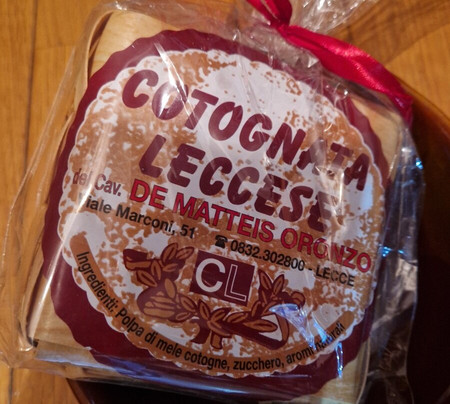 COTOGNATA
LECCESE
del Cav. DE MATTEIS ORONZO
Viale Marconi, 51 ☎ 0832.302800 - LECCE
CL
Ingredienti: Polpa di mele cotogne, zucchero, aromi naturali